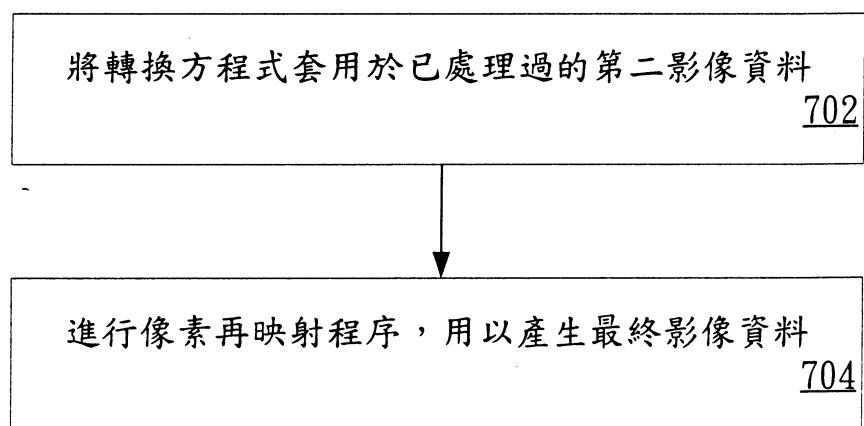 將轉換方程式套用於已處理過的第二影像資料
702
進行像素再映射程序，用以產生最終影像資料
704